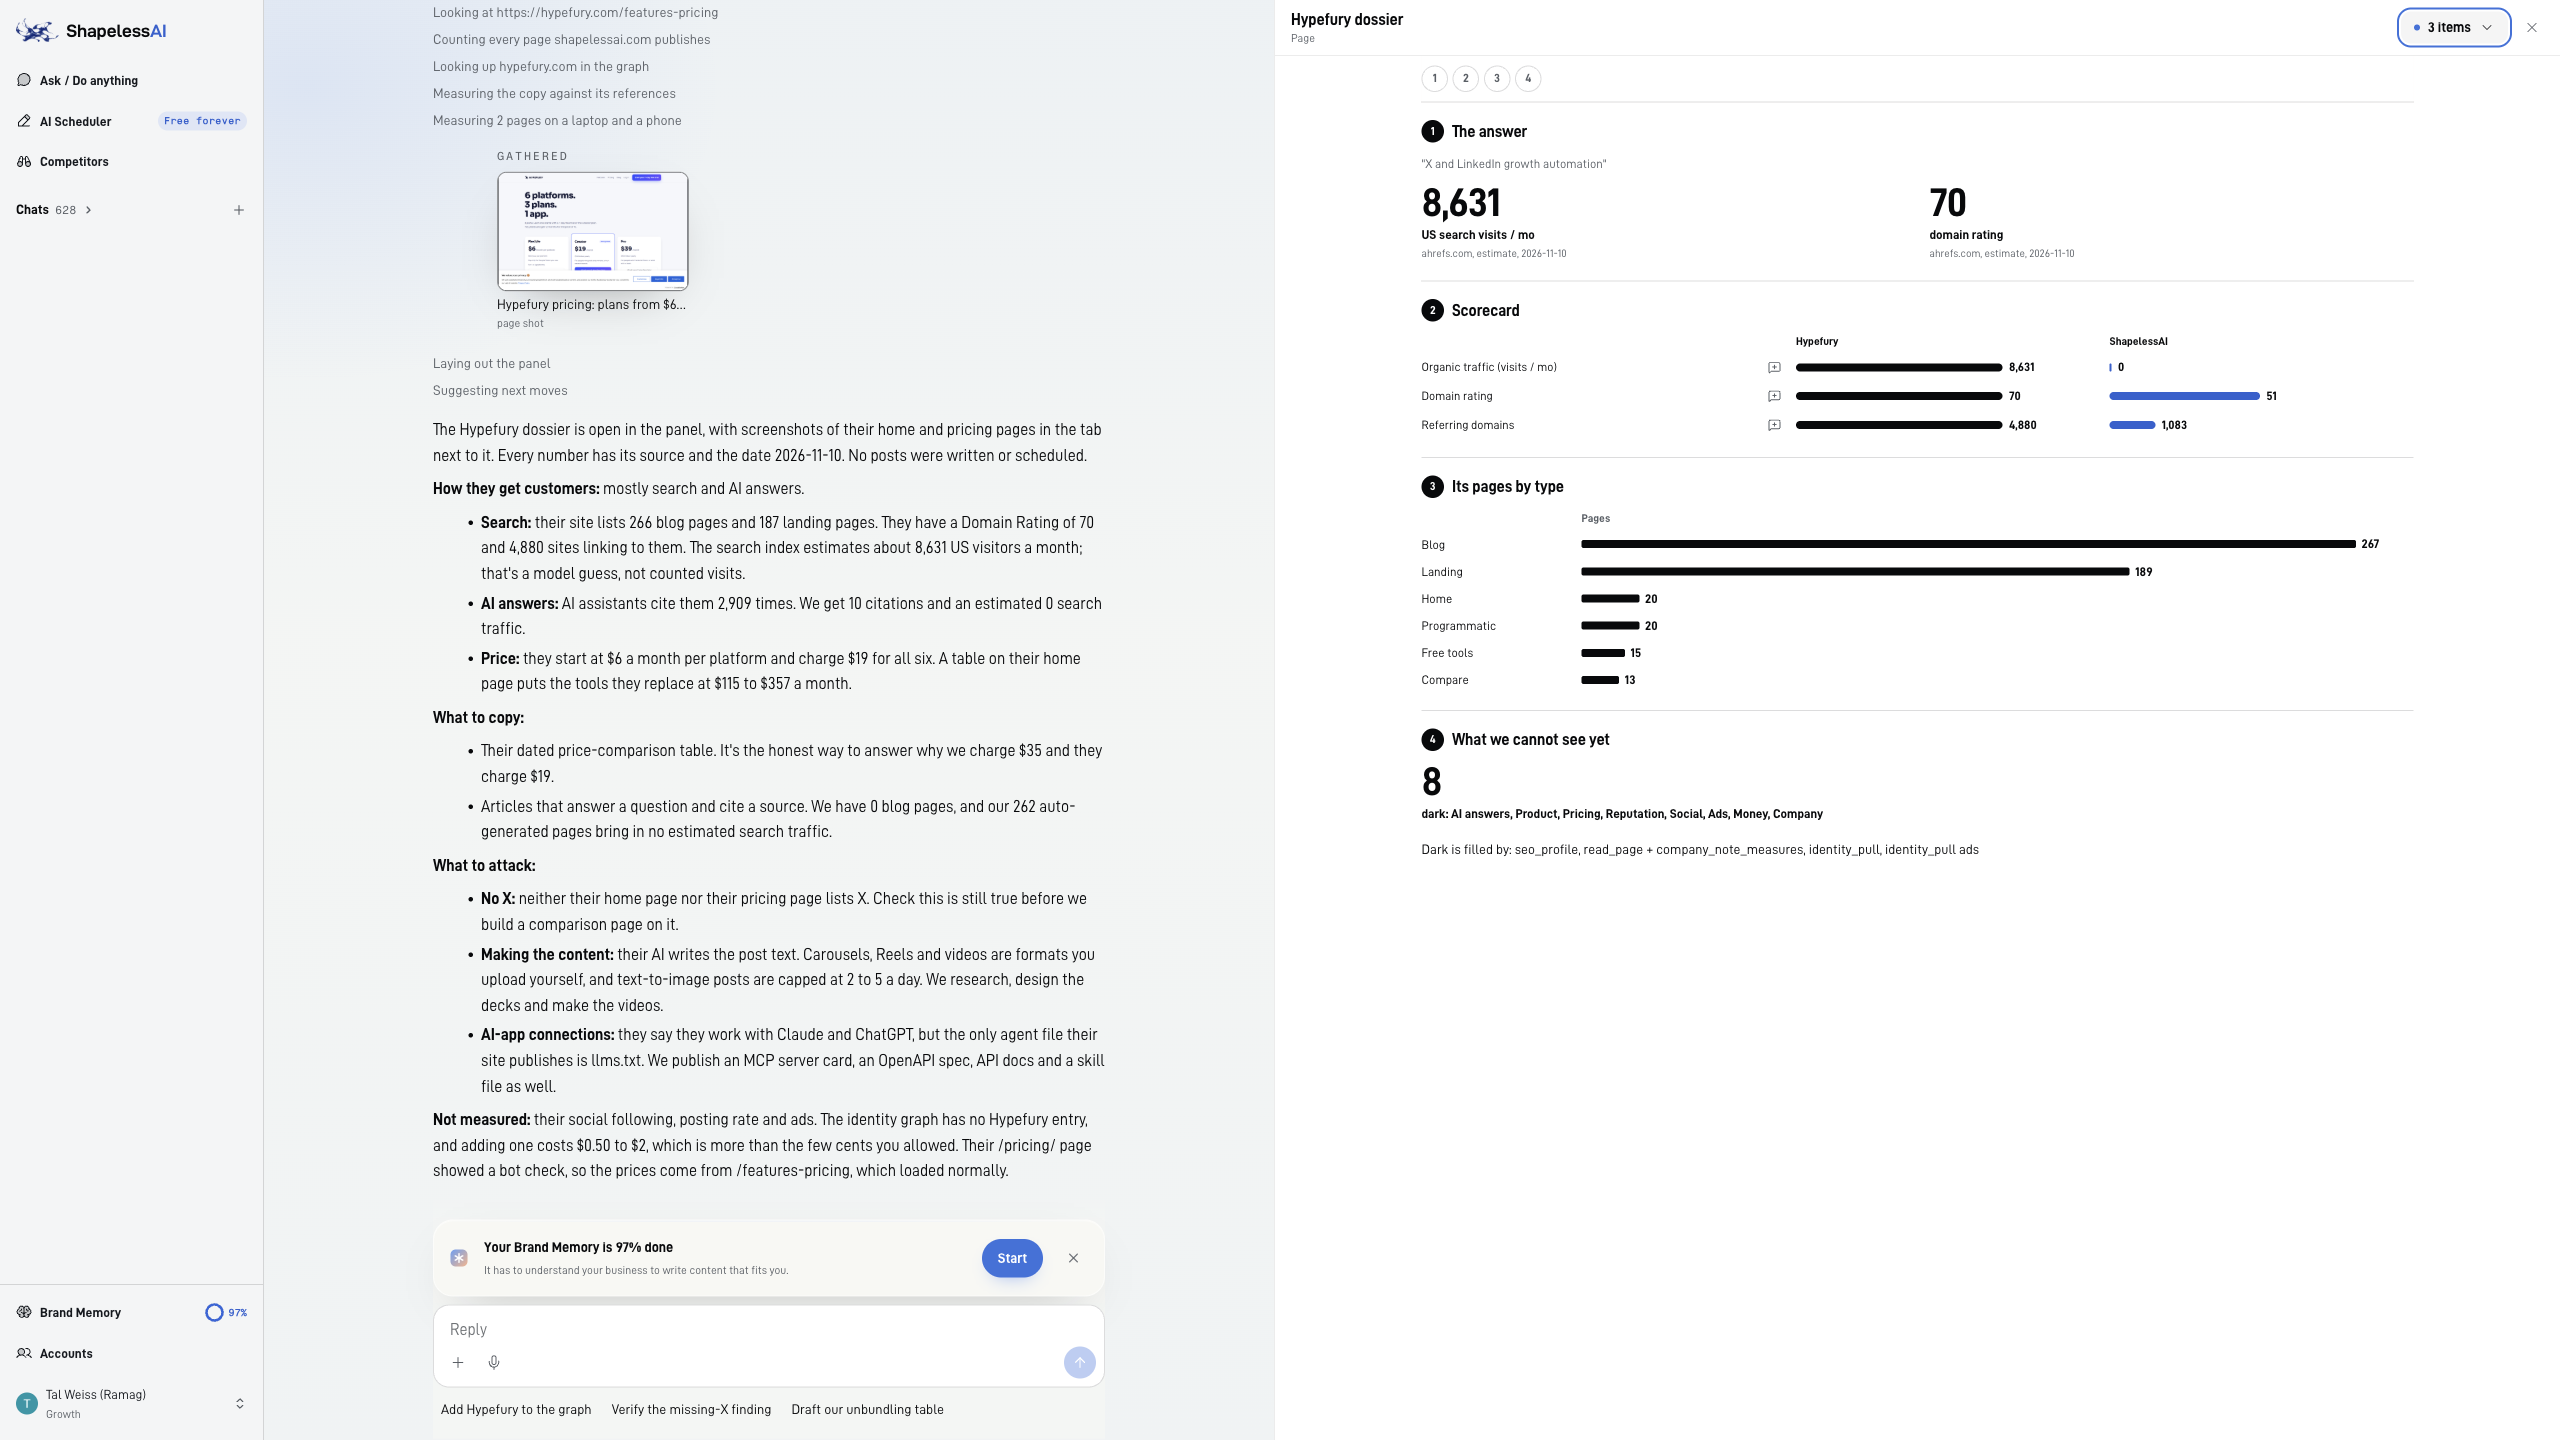 ShapelessAI
Ask / Do anything
AI Scheduler
Free forever
Competitors
Chats 628
Brand Memory
97%
Accounts
T
Tal Weiss (Ramag)
Growth
Looking at https://hypefury.com/features-pricing
Counting every page shapelessai.com publishes
Looking up hypefury.com in the graph
Measuring the copy against its references
Measuring 2 pages on a laptop and a phone
GATHERED
6 platforms.
3 plans.
1 app.
$6
$19
$39
Hypefury pricing: plans from $6...
page shot
Laying out the panel
Suggesting next moves
The Hypefury dossier is open in the panel, with screenshots of their home and pricing pages in the tab
next to it. Every number has its source and the date 2026-11-10. No posts were written or scheduled.
How they get customers: mostly search and AI answers.
• Search: their site lists 266 blog pages and 187 landing pages. They have a Domain Rating of 70
and 4,880 sites linking to them. The search index estimates about 8,631 US visitors a month;
that's a model guess, not counted visits.
• AI answers: AI assistants cite them 2,909 times. We get 10 citations and an estimated 0 search
traffic.
• Price: they start at $6 a month per platform and charge $19 for all six. A table on their home
page puts the tools they replace at $115 to $357 a month.
What to copy:
• Their dated price-comparison table. It's the honest way to answer why we charge $35 and they
charge $19.
• Articles that answer a question and cite a source. We have 0 blog pages, and our 262 auto-
generated pages bring in no estimated search traffic.
What to attack:
• No X: neither their home page nor their pricing page lists X. Check this is still true before we
build a comparison page on it.
• Making the content: their AI writes the post text. Carousels, Reels and videos are formats you
upload yourself, and text-to-image posts are capped at 2 to 5 a day. We research, design the
decks and make the videos.
• AI-app connections: they say they work with Claude and ChatGPT, but the only agent file their
site publishes is llms.txt. We publish an MCP server card, an OpenAPI spec, API docs and a skill
file as well.
Not measured: their social following, posting rate and ads. The identity graph has no Hypefury entry,
and adding one costs $0.50 to $2, which is more than the few cents you allowed. Their /pricing/ page
showed a bot check, so the prices come from /features-pricing, which loaded normally.
Your Brand Memory is 97% done
It has to understand your business to write content that fits you.
Start
Reply
Add Hypefury to the graph
Verify the missing-X finding
Draft our unbundling table
Hypefury dossier
Page
3 items
1 2 3 4
1 The answer
"X and LinkedIn growth automation"
8,631
US search visits / mo
ahrefs.com, estimate, 2026-11-10
70
domain rating
ahrefs.com, estimate, 2026-11-10
2 Scorecard
Hypefury ShapelessAI
Organic traffic (visits / mo) 8,631 0
Domain rating 70 51
Referring domains 4,880 1,083
3 Its pages by type
Pages
Blog 267
Landing 189
Home 20
Programmatic 20
Free tools 15
Compare 13
4 What we cannot see yet
8
dark: AI answers, Product, Pricing, Reputation, Social, Ads, Money, Company
Dark is filled by: seo_profile, read_page + company_note_measures, identity_pull, identity_pull ads